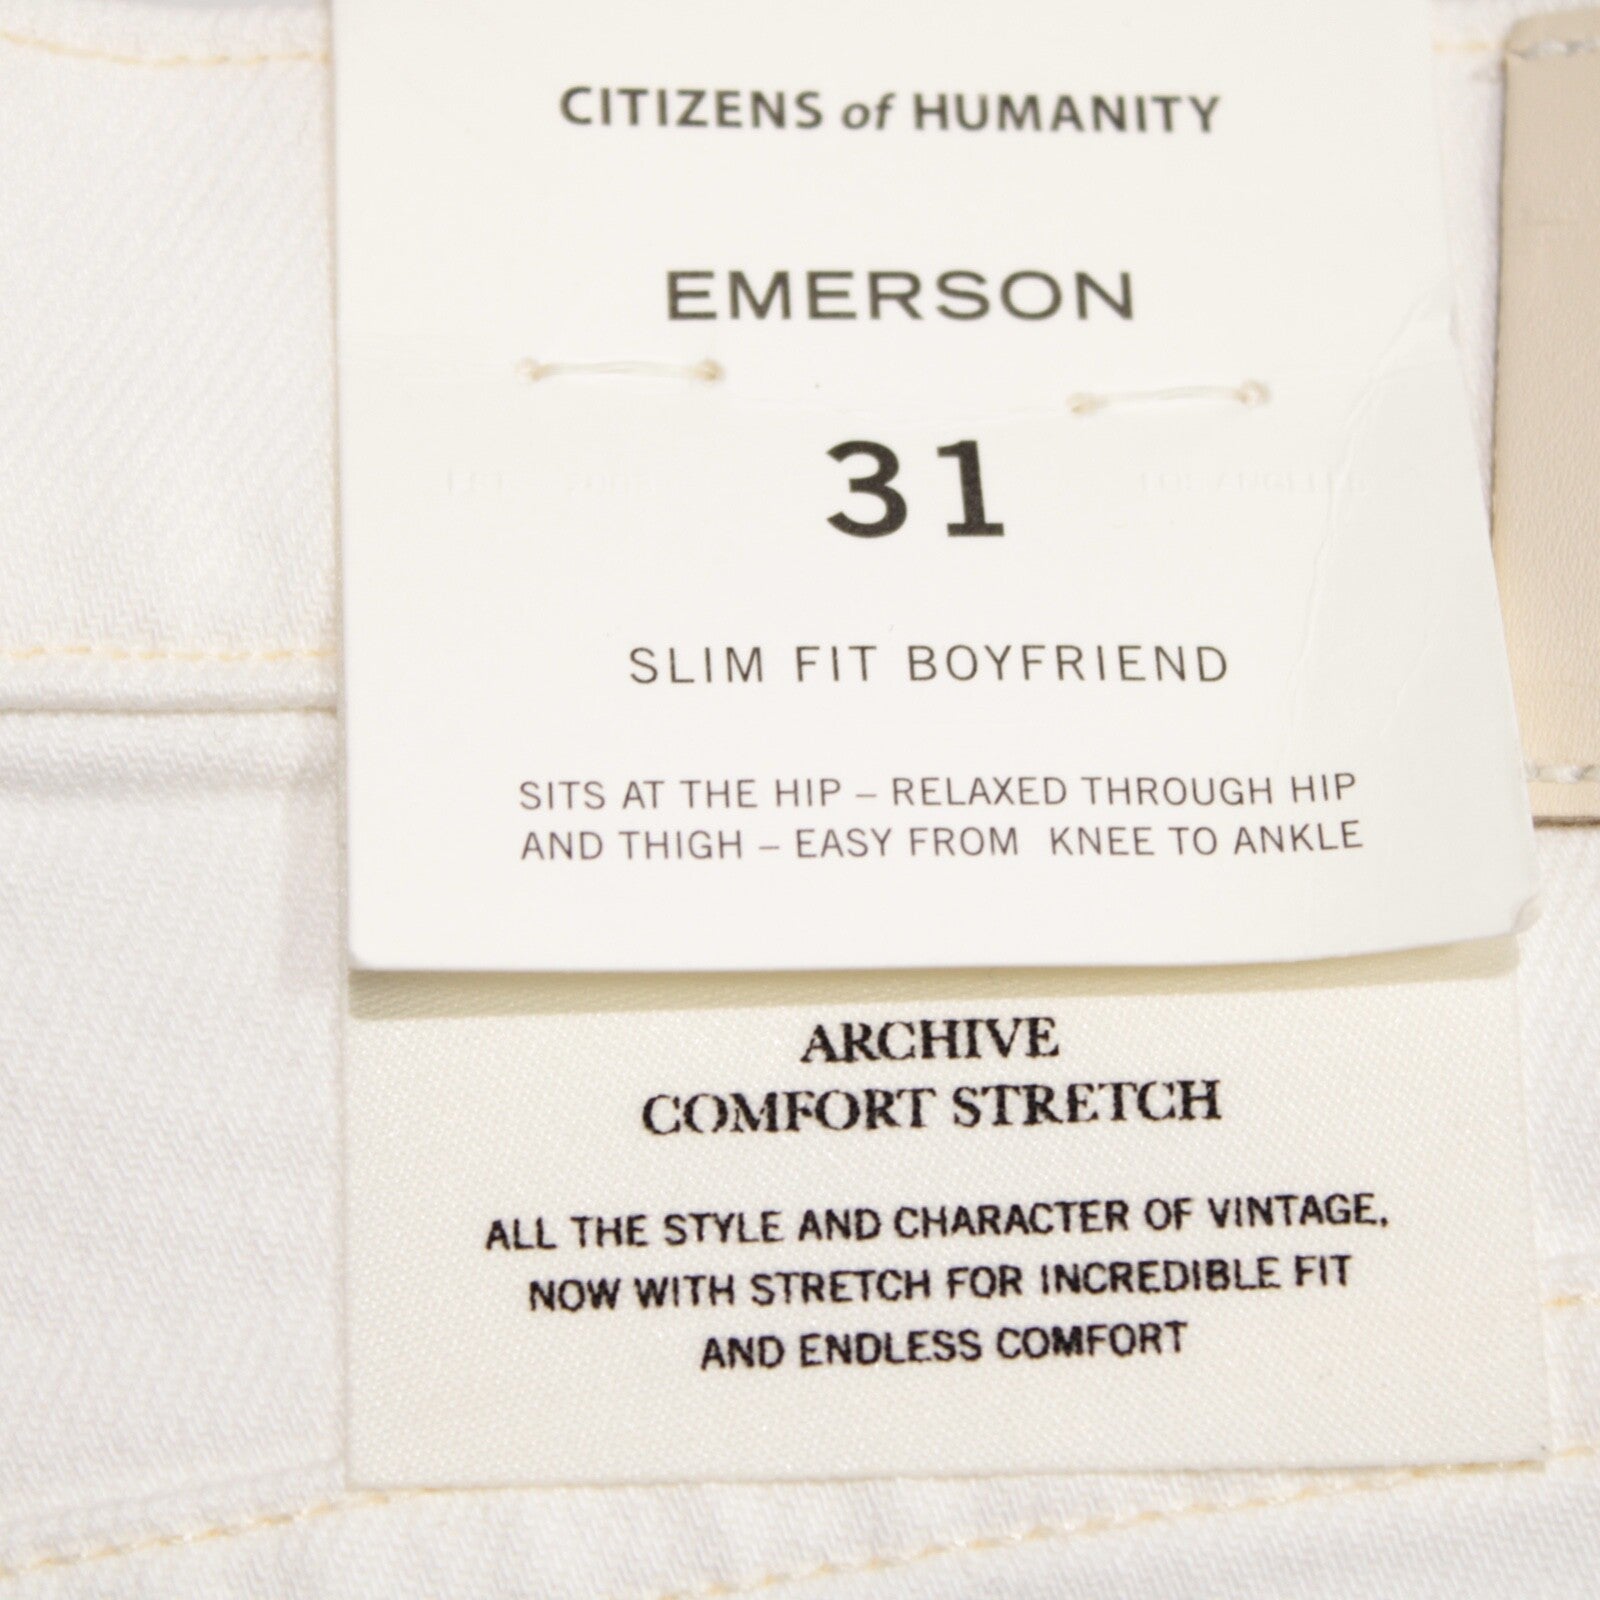 CITIZENS of HUMANITY
EMERSON
31
SLIM FIT BOYFRIEND
SITS AT THE HIP – RELAXED THROUGH HIP
AND THIGH – EASY FROM KNEE TO ANKLE
ARCHIVE
COMFORT STRETCH
ALL THE STYLE AND CHARACTER OF VINTAGE,
NOW WITH STRETCH FOR INCREDIBLE FIT
AND ENDLESS COMFORT